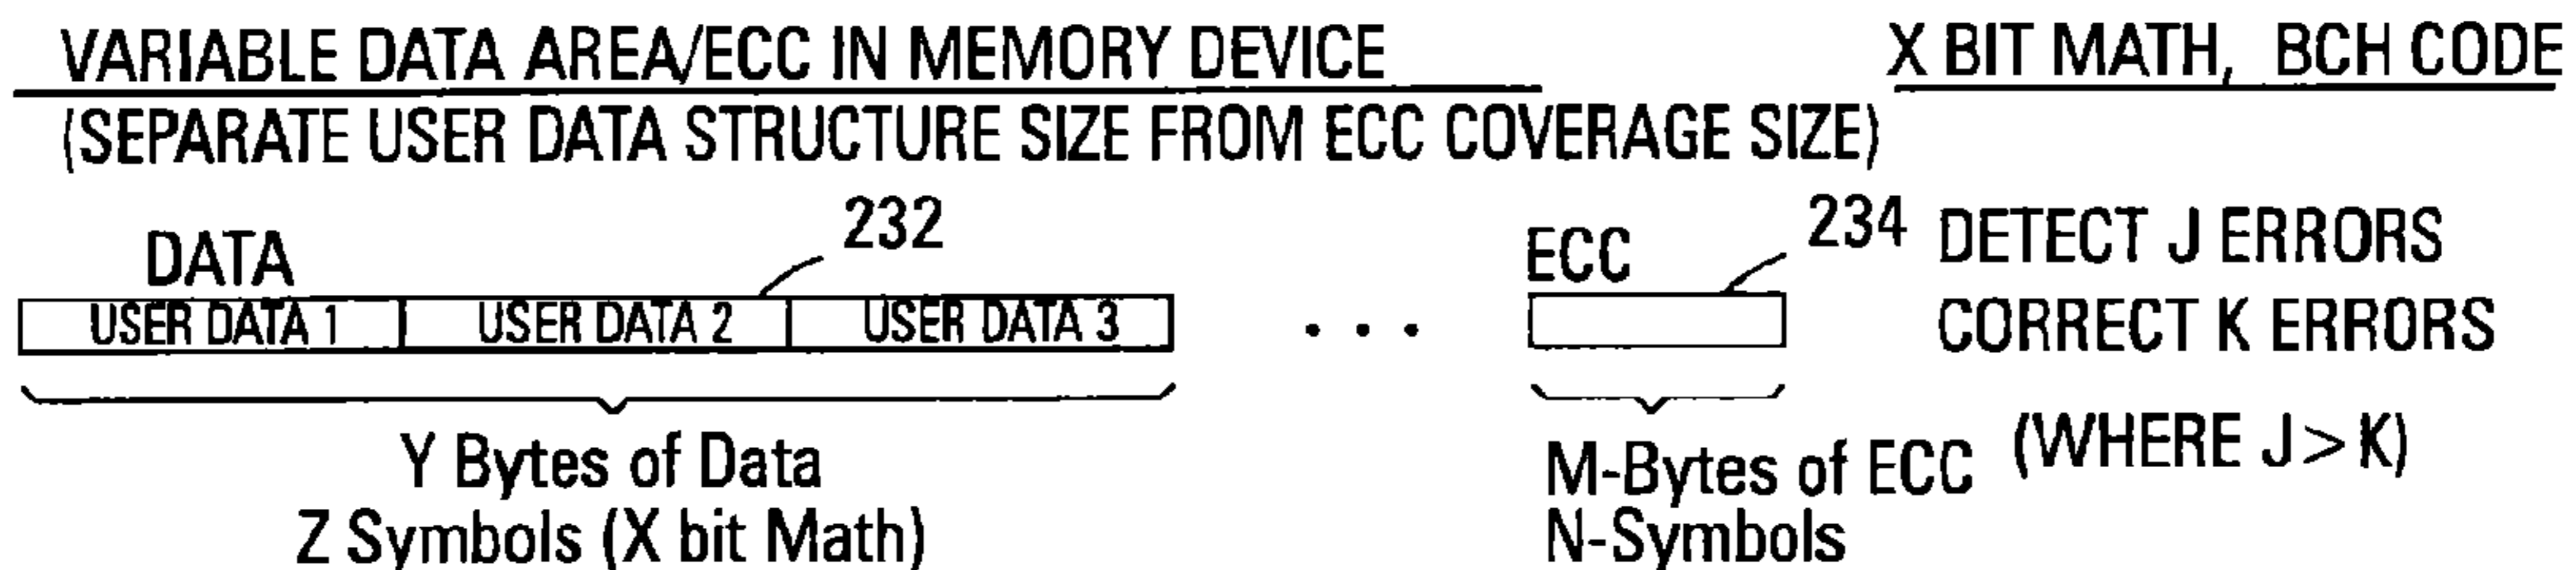 VARIABLE DATA AREA/ECC IN MEMORY DEVICE
X BIT MATH, BCH CODE
(SEPARATE USER DATA STRUCTURE SIZE FROM ECC COVERAGE SIZE)
232
234
DATA
ECC
DETECT J ERRORS
USER DATA 1
USER DATA 2
USER DATA 3
. . .
CORRECT K ERRORS
(WHERE J > K)
Y Bytes of Data
Z Symbols (X bit Math)
M-Bytes of ECC
N-Symbols